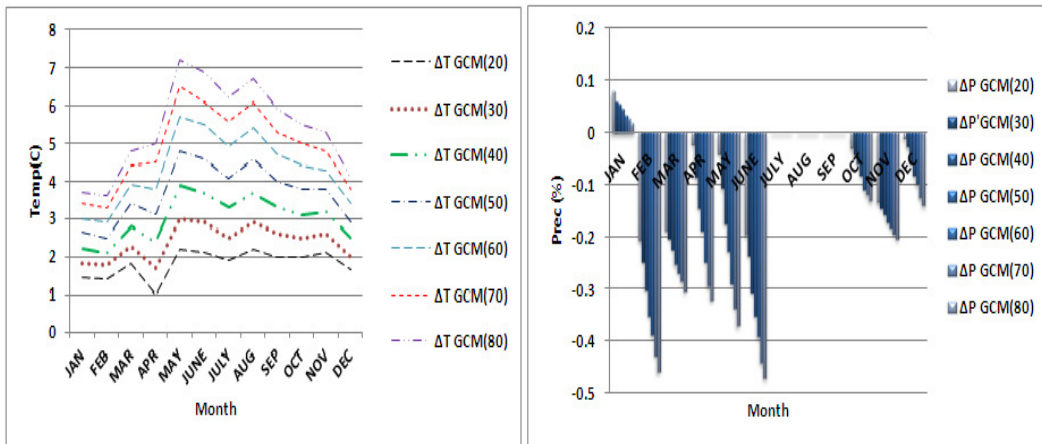 8
7
6
5
4
3
2
1
0
Temp(C)
JAN
FEB
MAR
APR
MAY
JUNE
JULY
AUG
SEP
OCT
NOV
DEC
Month
ΔT GCM(20)
ΔT GCM(30)
ΔT GCM(40)
ΔT GCM(50)
ΔT GCM(60)
ΔT GCM(70)
ΔT GCM(80)
0.2
0.1
0
-0.1
-0.2
-0.3
-0.4
-0.5
Prec (%)
JAN
FEB
MAR
APR
MAY
JUNE
JULY
AUG
SEP
OCT
NOV
DEC
Month
ΔP GCM(20)
ΔP'GCM(30)
ΔP GCM(40)
ΔP GCM(50)
ΔP GCM(60)
ΔP GCM(70)
ΔP GCM(80)